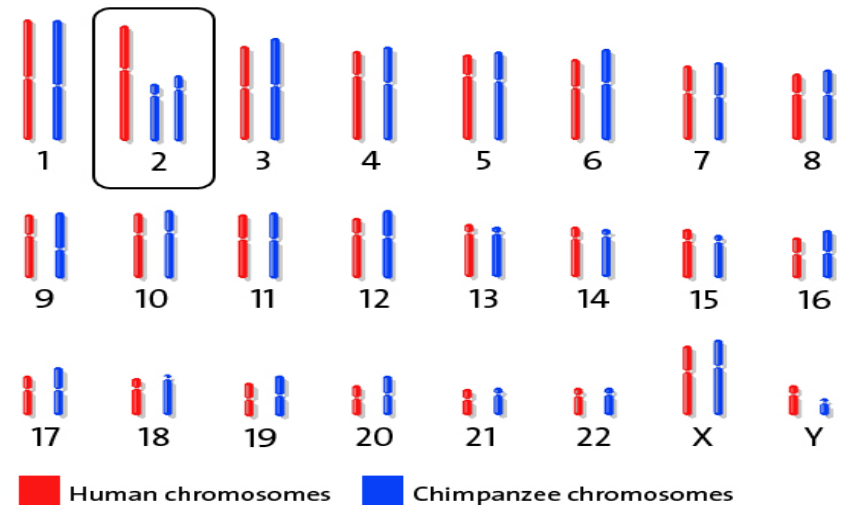 1 2 3 4 5 6 7 8
9 10 11 12 13 14 15 16
17 18 19 20 21 22 X Y
Human chromosomes Chimpanzee chromosomes